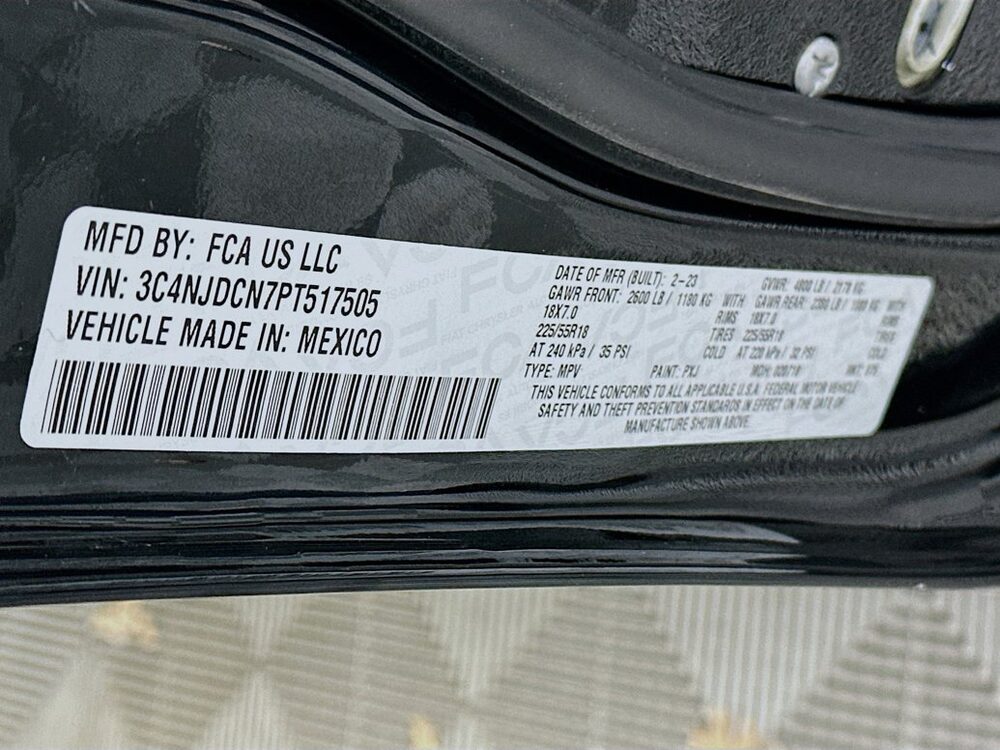 MFD BY: FCA US LLC
VIN: 3C4NJDCN7PT517505
VEHICLE MADE IN: MEXICO
DATE OF MFR (BUILT): 2-23 GVWR: 4800 LB / 2178 KG
GAWR FRONT: 2600 LB / 1180 KG WITH GAWR REAR: WITH
18X7.0 RIMS 18X7.0 RIMS
225/55R18 TIRES 225/55R18 TIRES
AT 240 kPa / 35 PSI COLD AT 220 kPa / 32 PSI COLD
TYPE: MPV PAINT: PXJ
THIS VEHICLE CONFORMS TO ALL APPLICABLE U.S.A. FEDERAL MOTOR VEHICLE
SAFETY AND THEFT PREVENTION STANDARDS IN EFFECT ON THE DATE OF
MANUFACTURE SHOWN ABOVE.